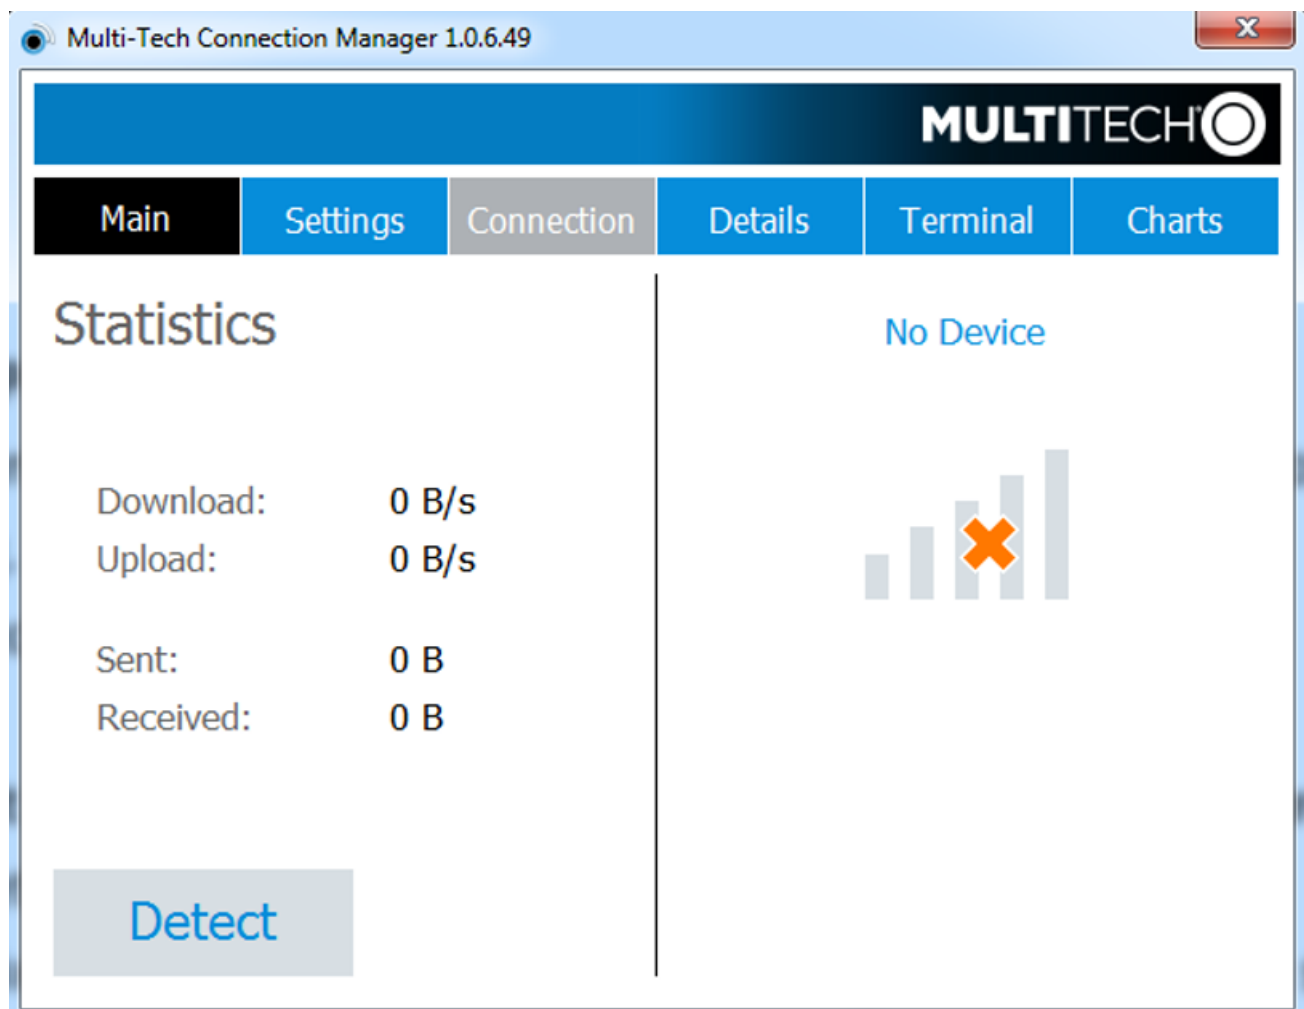 Multi-Tech Connection Manager 1.0.6.49
x
MULTITECH®
Main Settings Connection Details Terminal Charts
Statistics
No Device
Download: 0 B/s
Upload: 0 B/s
Sent: 0 B
Received: 0 B
Detect